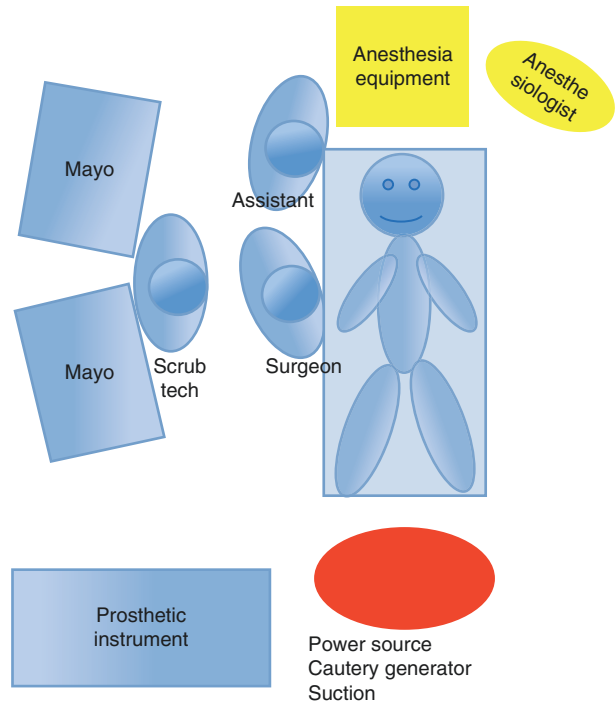 Anesthesia
equipment
Anesthe
siologist
Mayo
Assistant
Mayo
Scrub
tech
Surgeon
Prosthetic
instrument
Power source
Cautery generator
Suction